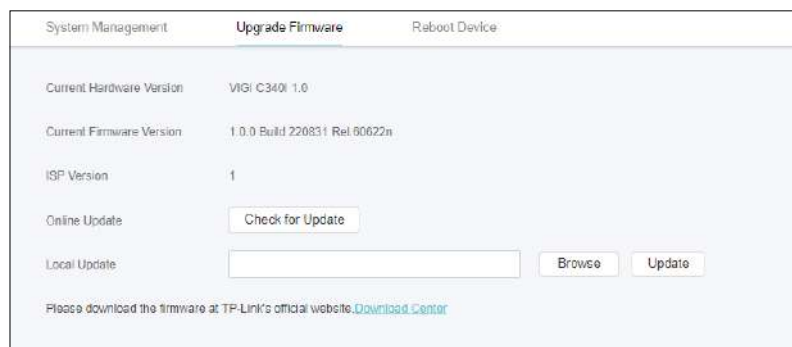 System Management Upgrade Firmware Reboot Device
Current Hardware Version VIGI C340I 1.0
Current Firmware Version 1.0.0 Build 220831 Rel.60622n
ISP Version 1
Online Update Check for Update
Local Update Browse Update
Please download the firmware at TP-Link's official website.Download Center